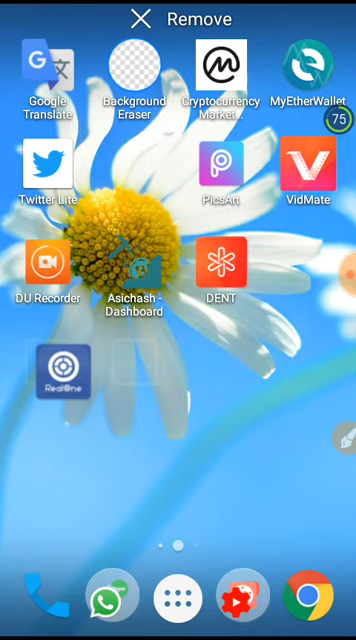 Remove
Google
Translate
Background
Eraser
Cryptocurrency
Market...
MyEtherWallet
75
Twitter Lite
PicsArt
VidMate
DU Recorder
Asichash -
Dashboard
DENT
RealOne